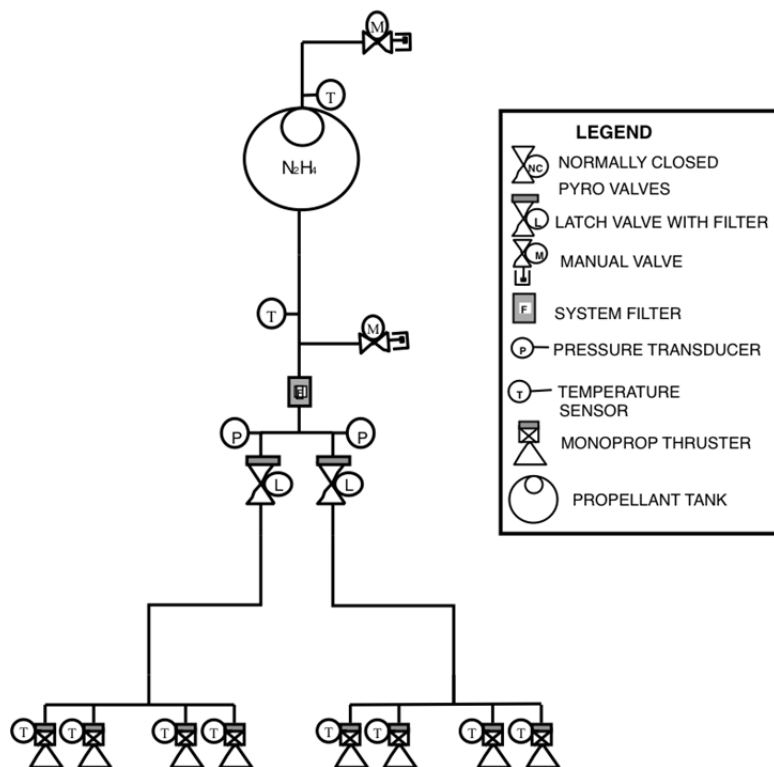 M
T
N₂H₄
T
M
F
P
P
L
L
T
T
T
T
T
T
T
T
LEGEND
NC
NORMALLY CLOSED
PYRO VALVES
L
LATCH VALVE WITH FILTER
M
MANUAL VALVE
F
SYSTEM FILTER
P
PRESSURE TRANSDUCER
T
TEMPERATURE
SENSOR
MONOPROP THRUSTER
PROPELLANT TANK